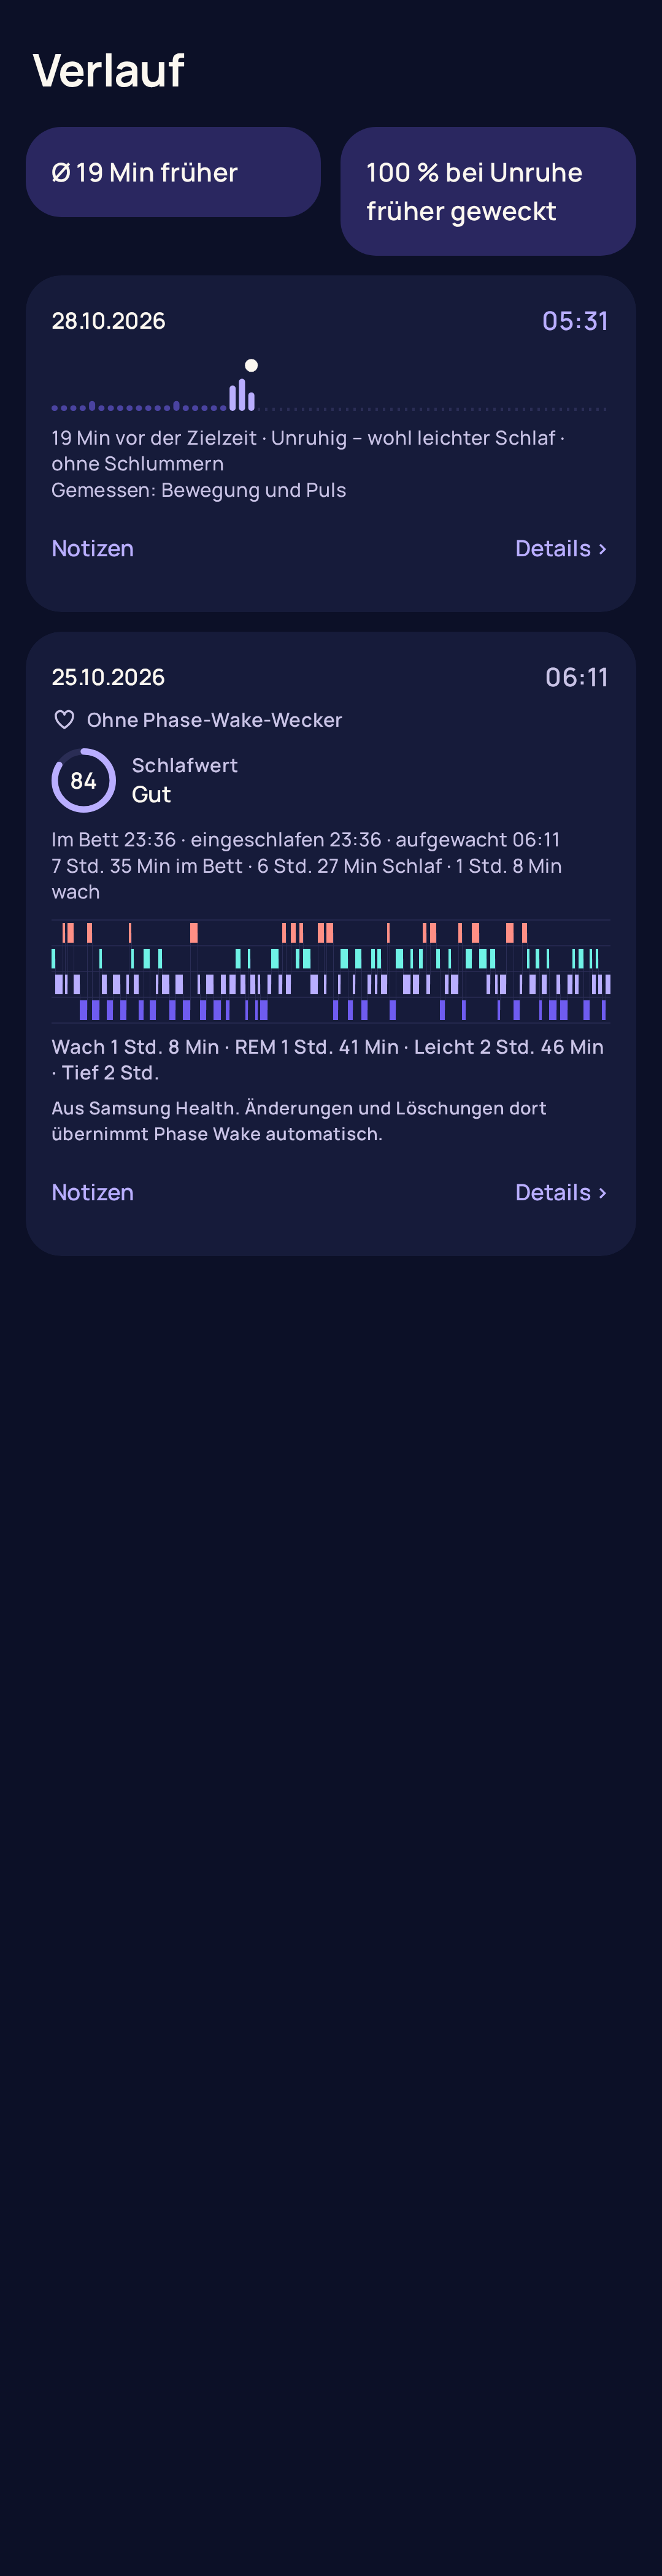 Verlauf
Ø 19 Min früher
100 % bei Unruhe
früher geweckt
28.10.2026
05:31
19 Min vor der Zielzeit · Unruhig – wohl leichter Schlaf ·
ohne Schlummern
Gemessen: Bewegung und Puls
Notizen
Details ›
25.10.2026
06:11
Ohne Phase-Wake-Wecker
84
Schlafwert
Gut
Im Bett 23:36 · eingeschlafen 23:36 · aufgewacht 06:11
7 Std. 35 Min im Bett · 6 Std. 27 Min Schlaf · 1 Std. 8 Min
wach
Wach 1 Std. 8 Min · REM 1 Std. 41 Min · Leicht 2 Std. 46 Min
· Tief 2 Std.
Aus Samsung Health. Änderungen und Löschungen dort
übernimmt Phase Wake automatisch.
Notizen
Details ›